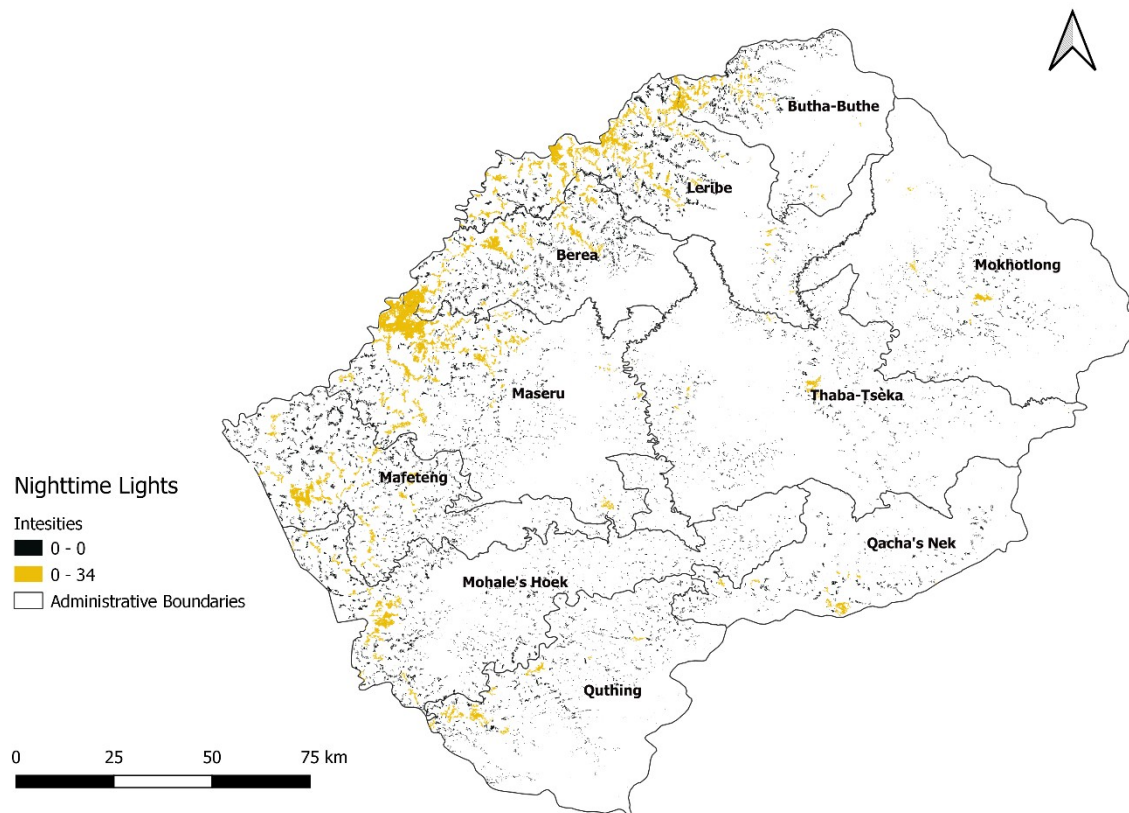 Butha-Buthe
Leribe
Berea
Mokhotlong
Maseru
Thaba-Tseka
Mafeteng
Qacha's Nek
Mohale's Hoek
Quthing
Nighttime Lights
Intesities
0 - 0
0 - 34
Administrative Boundaries
0 25 50 75 km